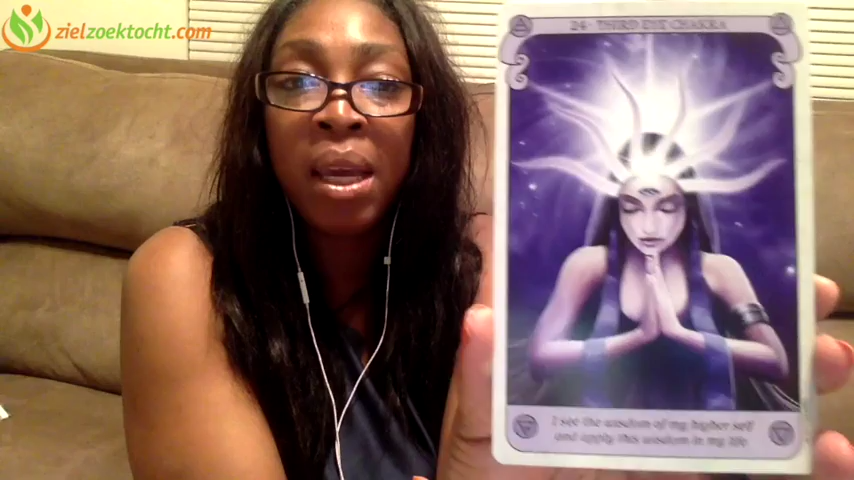 zielzoektocht.com
24 · THIRD EYE CHAKRA
I see the wisdom of my higher self
and apply this wisdom in my life